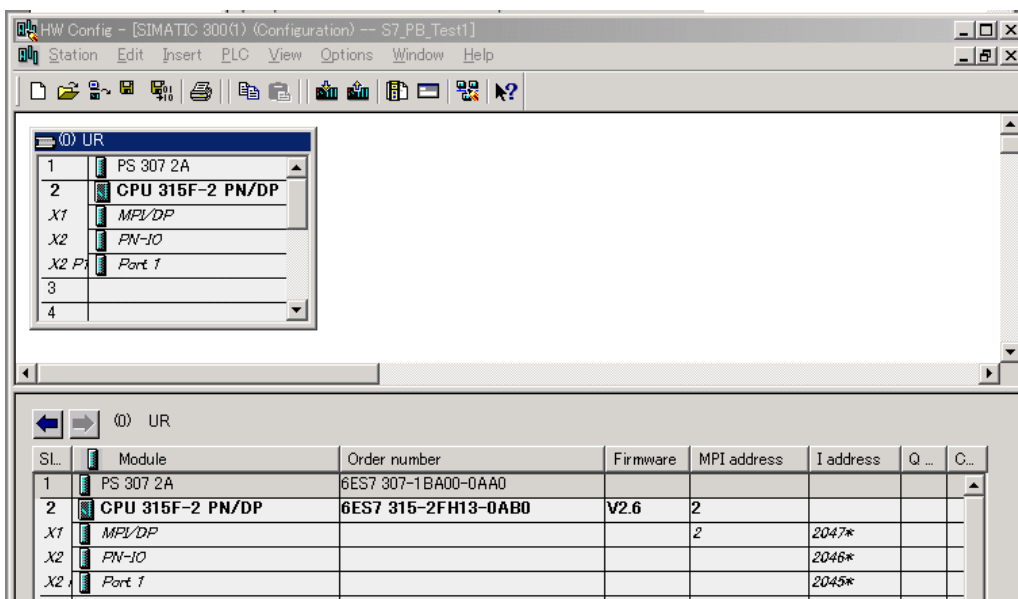 HW Config - [SIMATIC 300(1) (Configuration) -- S7_PB_Test1]
Station Edit Insert PLC View Options Window Help
(0) UR
1 PS 307 2A
2 CPU 315F-2 PN/DP
X1 MPI/DP
X2 PN-IO
X2 P1 Port 1
3
4
(0) UR
Sl... Module Order number Firmware MPI address I address Q ... C...
1 PS 307 2A 6ES7 307-1BA00-0AA0
2 CPU 315F-2 PN/DP 6ES7 315-2FH13-0AB0 V2.6 2
X1 MPI/DP 2 2047*
X2 PN-IO 2046*
X2 Port 1 2045*